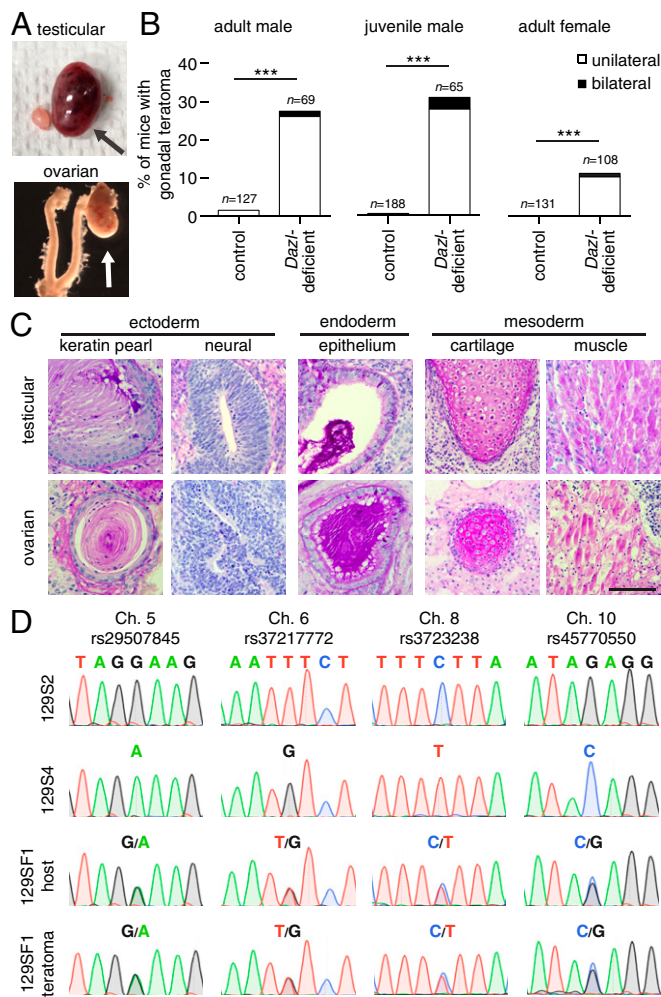 A
testicular
ovarian
B
adult male
juvenile male
adult female
unilateral
bilateral
% of mice with
gonadal teratoma
40
30
20
10
0
***
***
***
n=127
n=69
n=188
n=65
n=131
n=108
control
Dazl-
deficient
control
Dazl-
deficient
control
Dazl-
deficient
C
ectoderm
endoderm
mesoderm
keratin pearl
neural
epithelium
cartilage
muscle
testicular
ovarian
D
Ch. 5
rs29507845
Ch. 6
rs37217772
Ch. 8
rs3723238
Ch. 10
rs45770550
129S2
T A G G A A G
A A T T T C T
T T T C T T A
A T A G A G G
129S4
A
G
T
C
129SF1
host
G/A
T/G
C/T
C/G
129SF1
teratoma
G/A
T/G
C/T
C/G